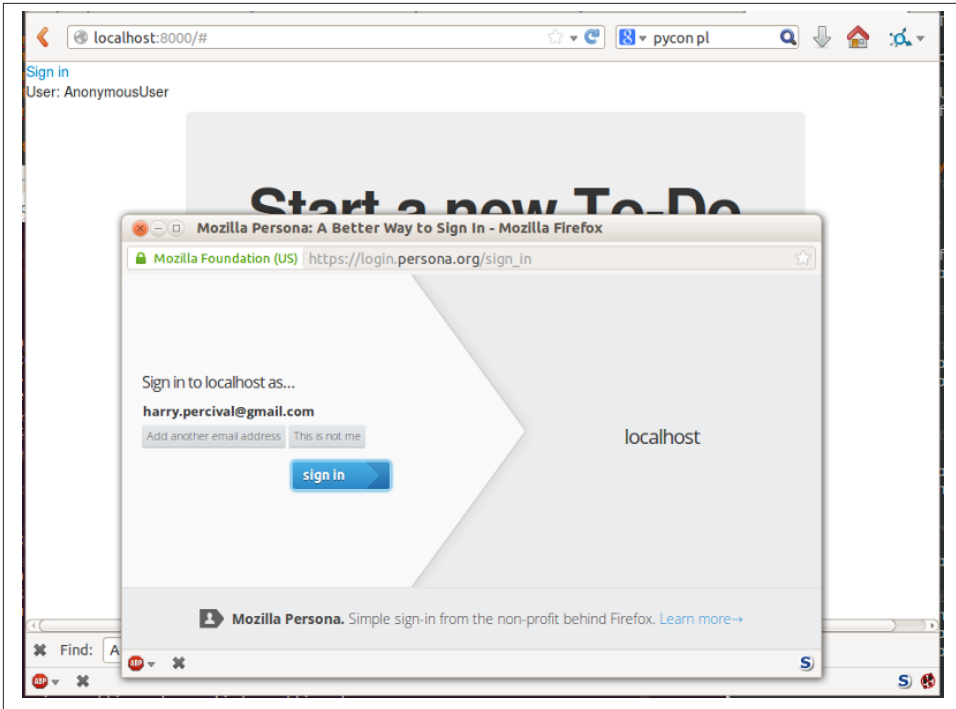 localhost:8000/#
pycon pl
Sign in
User: AnonymousUser
Start a new To-Do
Mozilla Persona: A Better Way to Sign In - Mozilla Firefox
Mozilla Foundation (US) https://login.persona.org/sign_in
Sign in to localhost as...
harry.percival@gmail.com
Add another email address This is not me
sign in
localhost
Mozilla Persona. Simple sign-in from the non-profit behind Firefox. Learn more→
Find: A
ABP
S
ABP
S